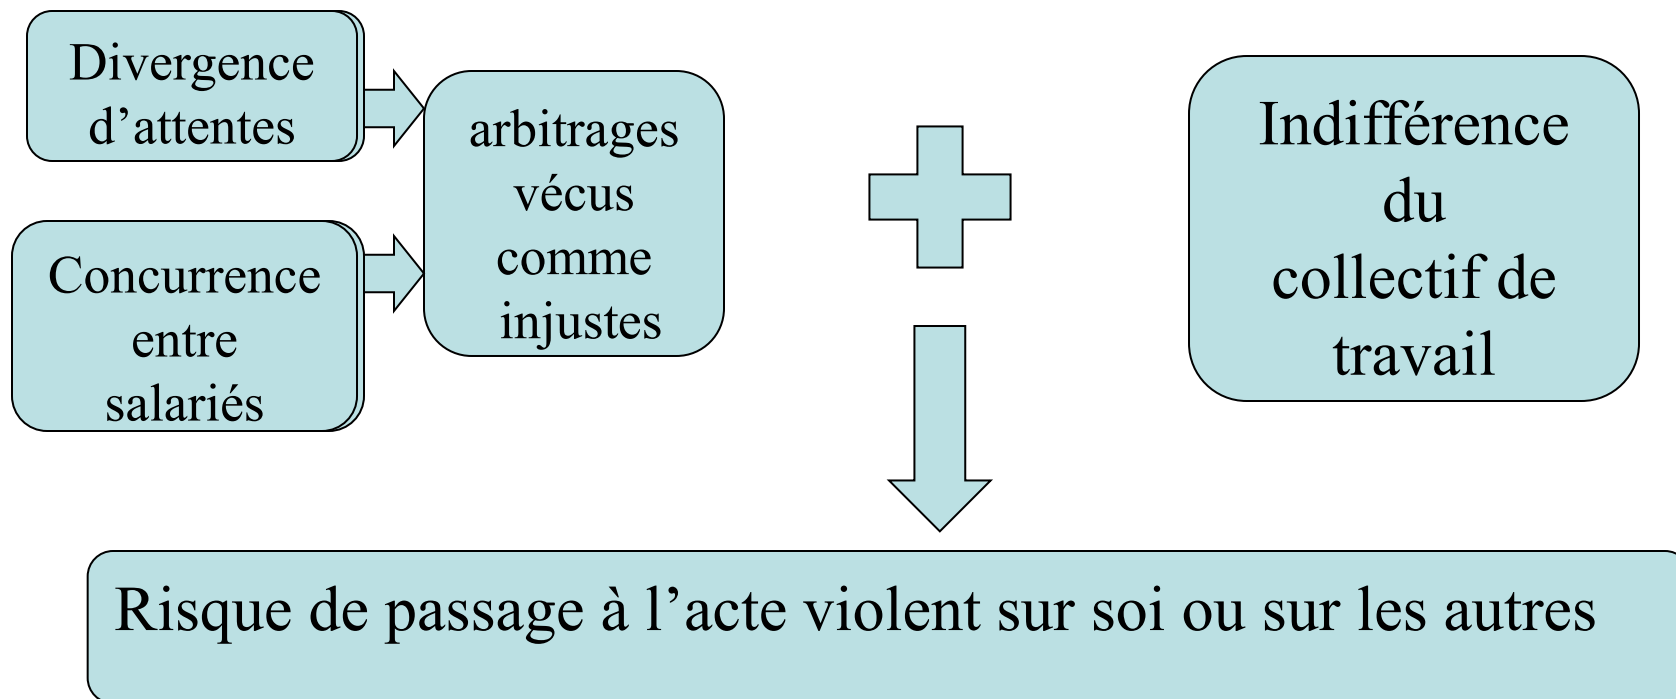 Divergence
d’attentes
Concurrence
entre
salariés
arbitrages
vécus
comme
injustes
Indifférence
du
collectif de
travail
Risque de passage à l’acte violent sur soi ou sur les autres